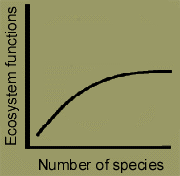 Ecosystem functions
Number of species